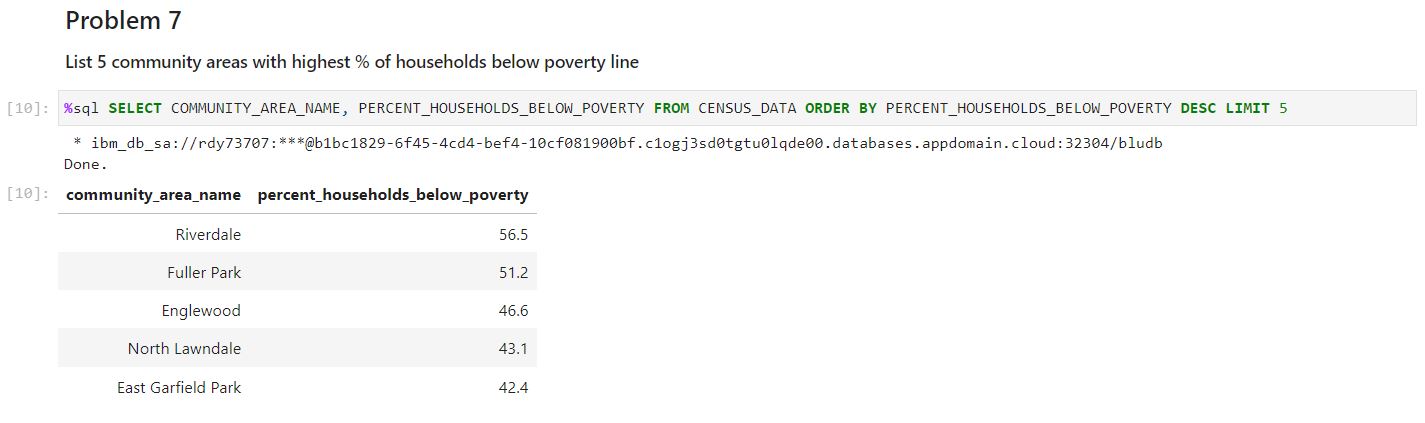 Problem 7
List 5 community areas with highest % of households below poverty line
[10]: %sql SELECT COMMUNITY_AREA_NAME, PERCENT_HOUSEHOLDS_BELOW_POVERTY FROM CENSUS_DATA ORDER BY PERCENT_HOUSEHOLDS_BELOW_POVERTY DESC LIMIT 5
* ibm_db_sa://rdy73707:***@b1bc1829-6f45-4cd4-bef4-10cf081900bf.c1ogj3sd0tgtu0lqde00.databases.appdomain.cloud:32304/bludb
Done.
[10]: community_area_name percent_households_below_poverty
Riverdale 56.5
Fuller Park 51.2
Englewood 46.6
North Lawndale 43.1
East Garfield Park 42.4